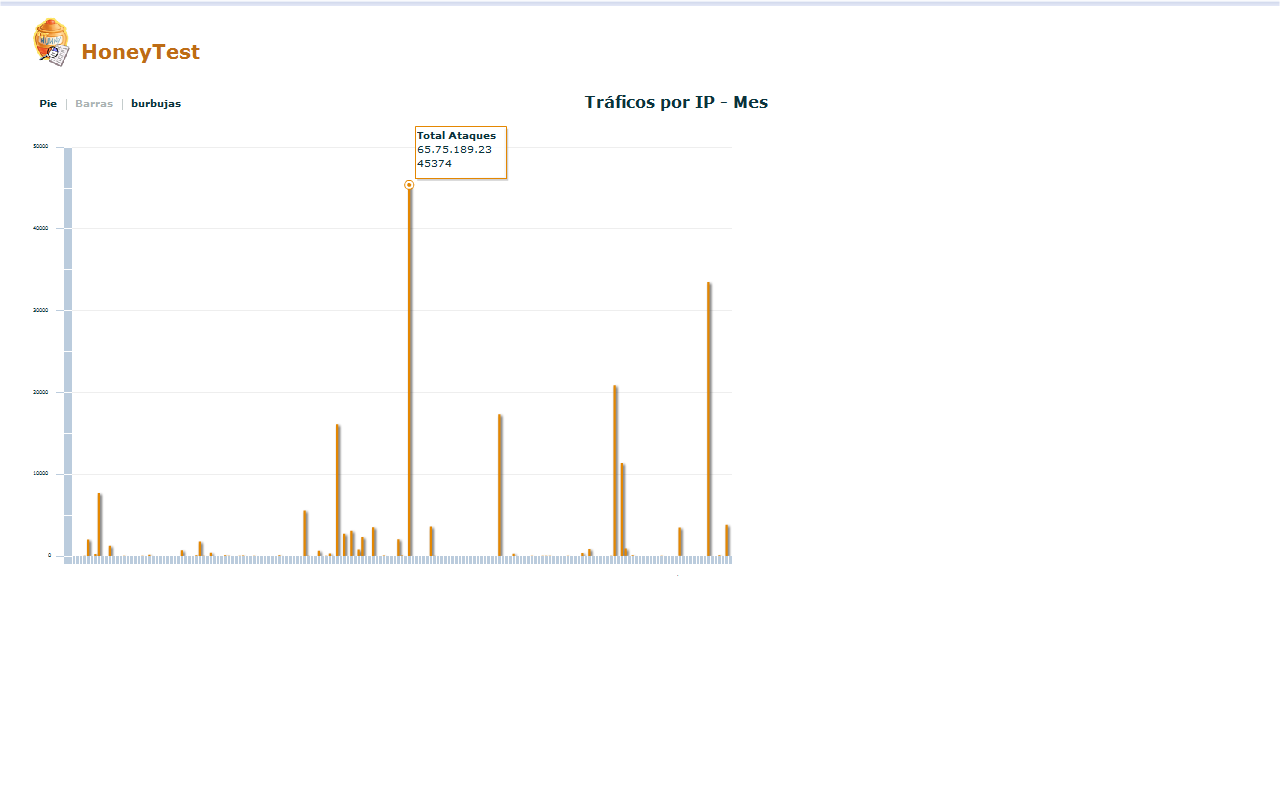 HoneyTest
Pie | Barras | burbujas
Tráficos por IP - Mes
Total Ataques
65.75.189.23
45374
50000
40000
30000
20000
10000
0